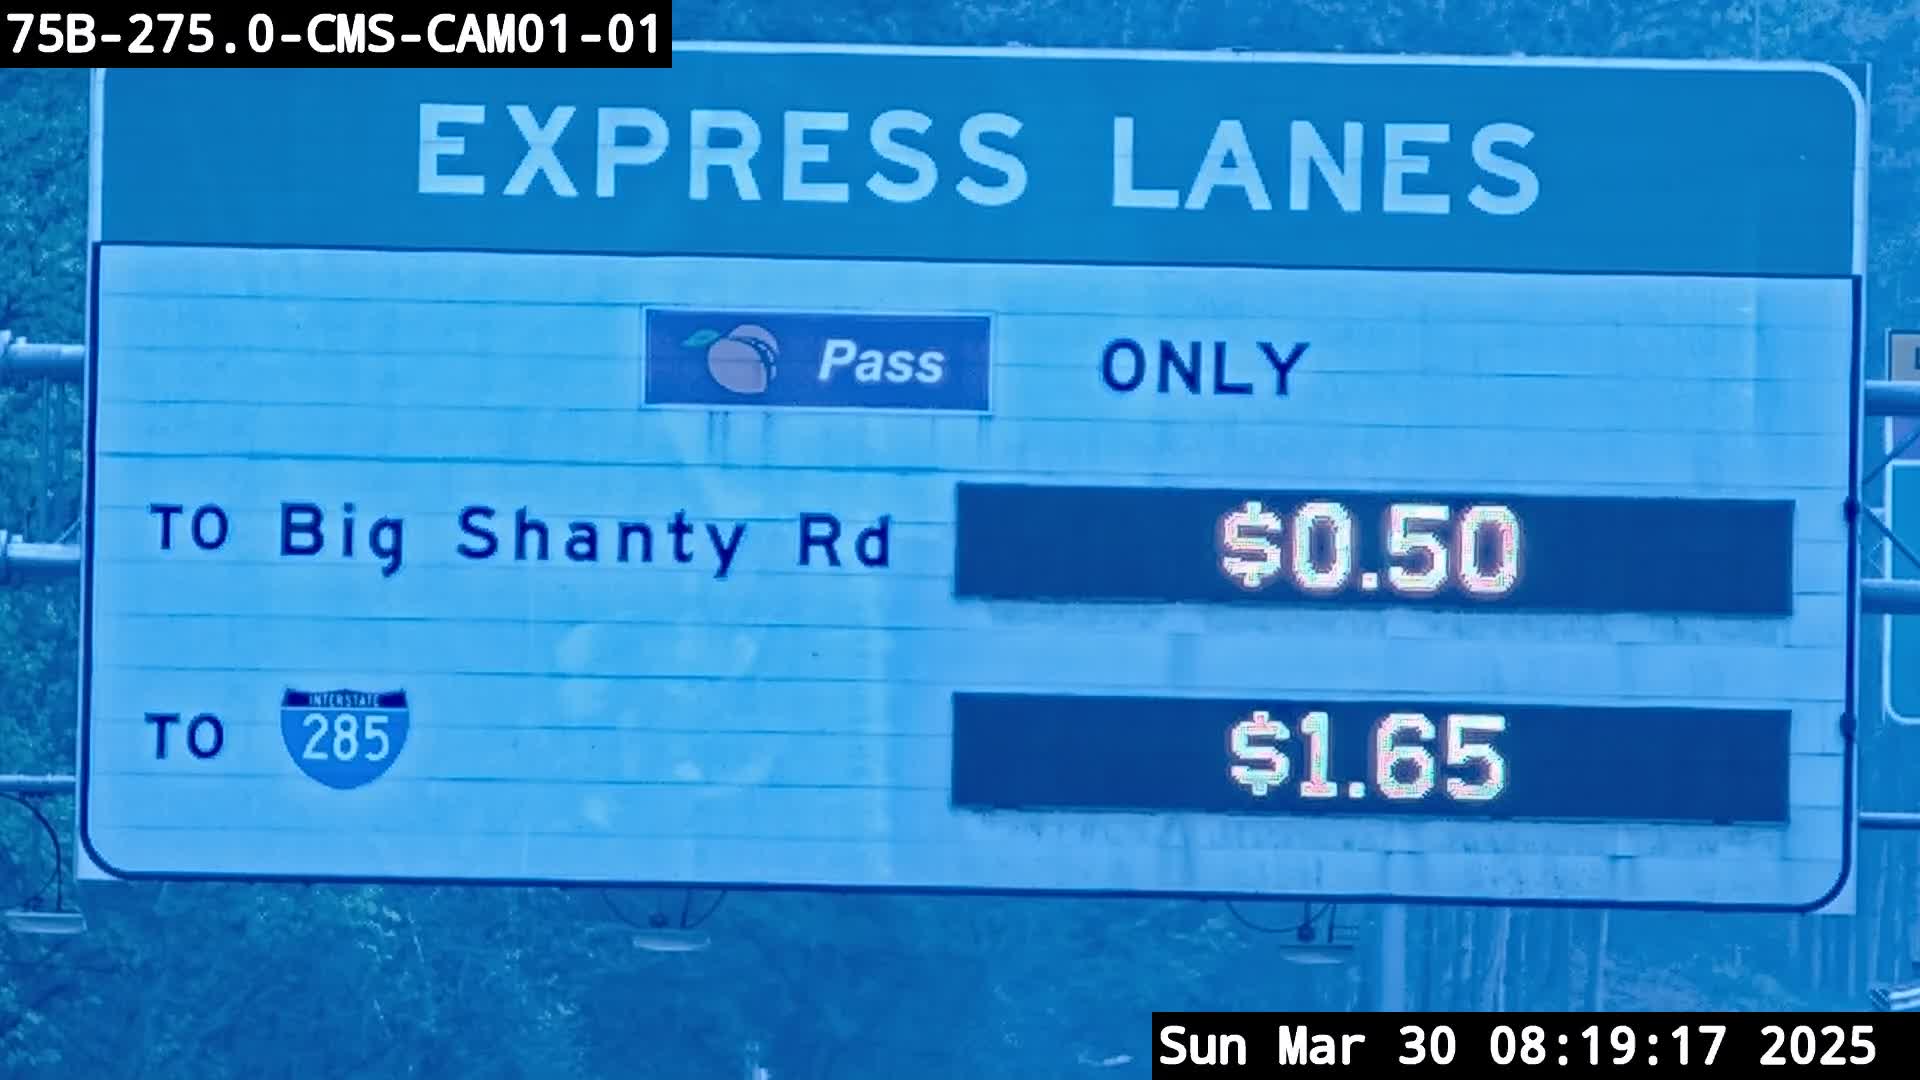 75B-275.0-CMS-CAM01-01
EXPRESS LANES
Pass ONLY
TO Big Shanty Rd $0.50
INTERSTATE
TO 285 $1.65
Sun Mar 30 08:19:17 2025